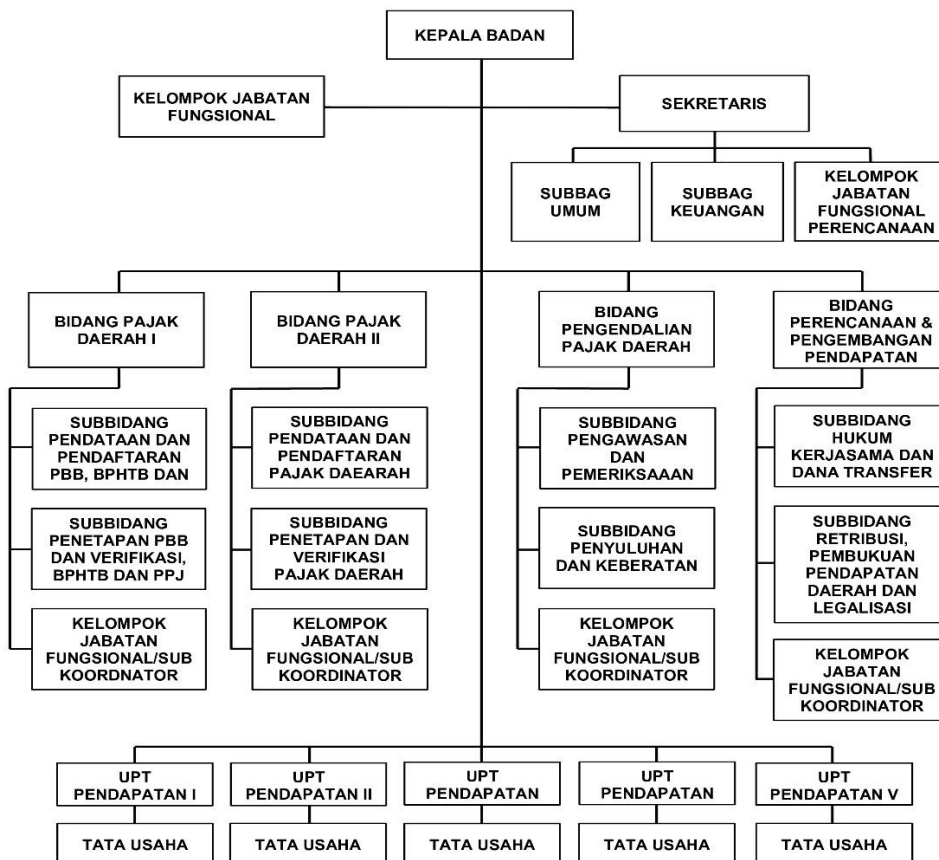 KEPALA BADAN
KELOMPOK JABATAN
FUNGSIONAL
SEKRETARIS
SUBBAG
UMUM
SUBBAG
KEUANGAN
KELOMPOK
JABATAN
FUNGSIONAL
PERENCANAAN
BIDANG PAJAK
DAERAH I
BIDANG PAJAK
DAERAH II
BIDANG
PENGENDALIAN
PAJAK DAERAH
BIDANG
PERENCANAAN &
PENGEMBANGAN
PENDAPATAN
SUBBIDANG
PENDATAAN DAN
PENDAFTARAN
PBB, BPHTB DAN
SUBBIDANG
PENDATAAN DAN
PENDAFTARAN
PAJAK DAEARAH
SUBBIDANG
PENGAWASAN
DAN
PEMERIKSAAAN
SUBBIDANG
HUKUM
KERJASAMA DAN
DANA TRANSFER
SUBBIDANG
PENETAPAN PBB
DAN VERIFIKASI,
BPHTB DAN PPJ
SUBBIDANG
PENETAPAN DAN
VERIFIKASI
PAJAK DAERAH
SUBBIDANG
PENYULUHAN
DAN KEBERATAN
SUBBIDANG
RETRIBUSI,
PEMBUKUAN
PENDAPATAN
DAERAH DAN
LEGALISASI
KELOMPOK
JABATAN
FUNGSIONAL/SUB
KOORDNATOR
KELOMPOK
JABATAN
FUNGSIONAL/SUB
KOORDINATOR
KELOMPOK
JABATAN
FUNGSIONAL/SUB
KOORDINATOR
KELOMPOK
JABATAN
FUNGSIONAL/SUB
KOORDINATOR
UPT
PENDAPATAN I
UPT
PENDAPATAN II
UPT
PENDAPATAN
UPT
PENDAPATAN
UPT
PENDAPATAN V
TATA USAHA
TATA USAHA
TATA USAHA
TATA USAHA
TATA USAHA